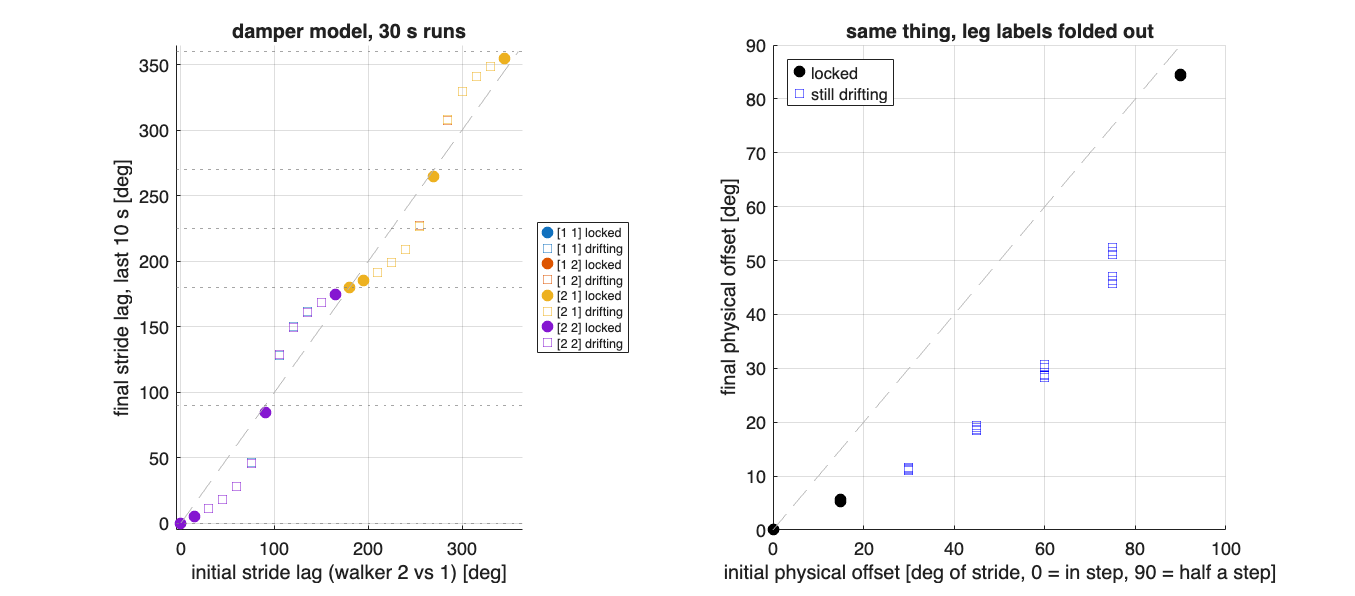 damper model, 30 s runs
final stride lag, last 10 s [deg]
350
300
250
200
150
100
50
0
0
100
200
300
initial stride lag (walker 2 vs 1) [deg]
[1 1] locked
[1 1] drifting
[1 2] locked
[1 2] drifting
[2 1] locked
[2 1] drifting
[2 2] locked
[2 2] drifting
same thing, leg labels folded out
locked
still drifting
final physical offset [deg]
90
80
70
60
50
40
30
20
10
0
0
20
40
60
80
100
initial physical offset [deg of stride, 0 = in step, 90 = half a step]